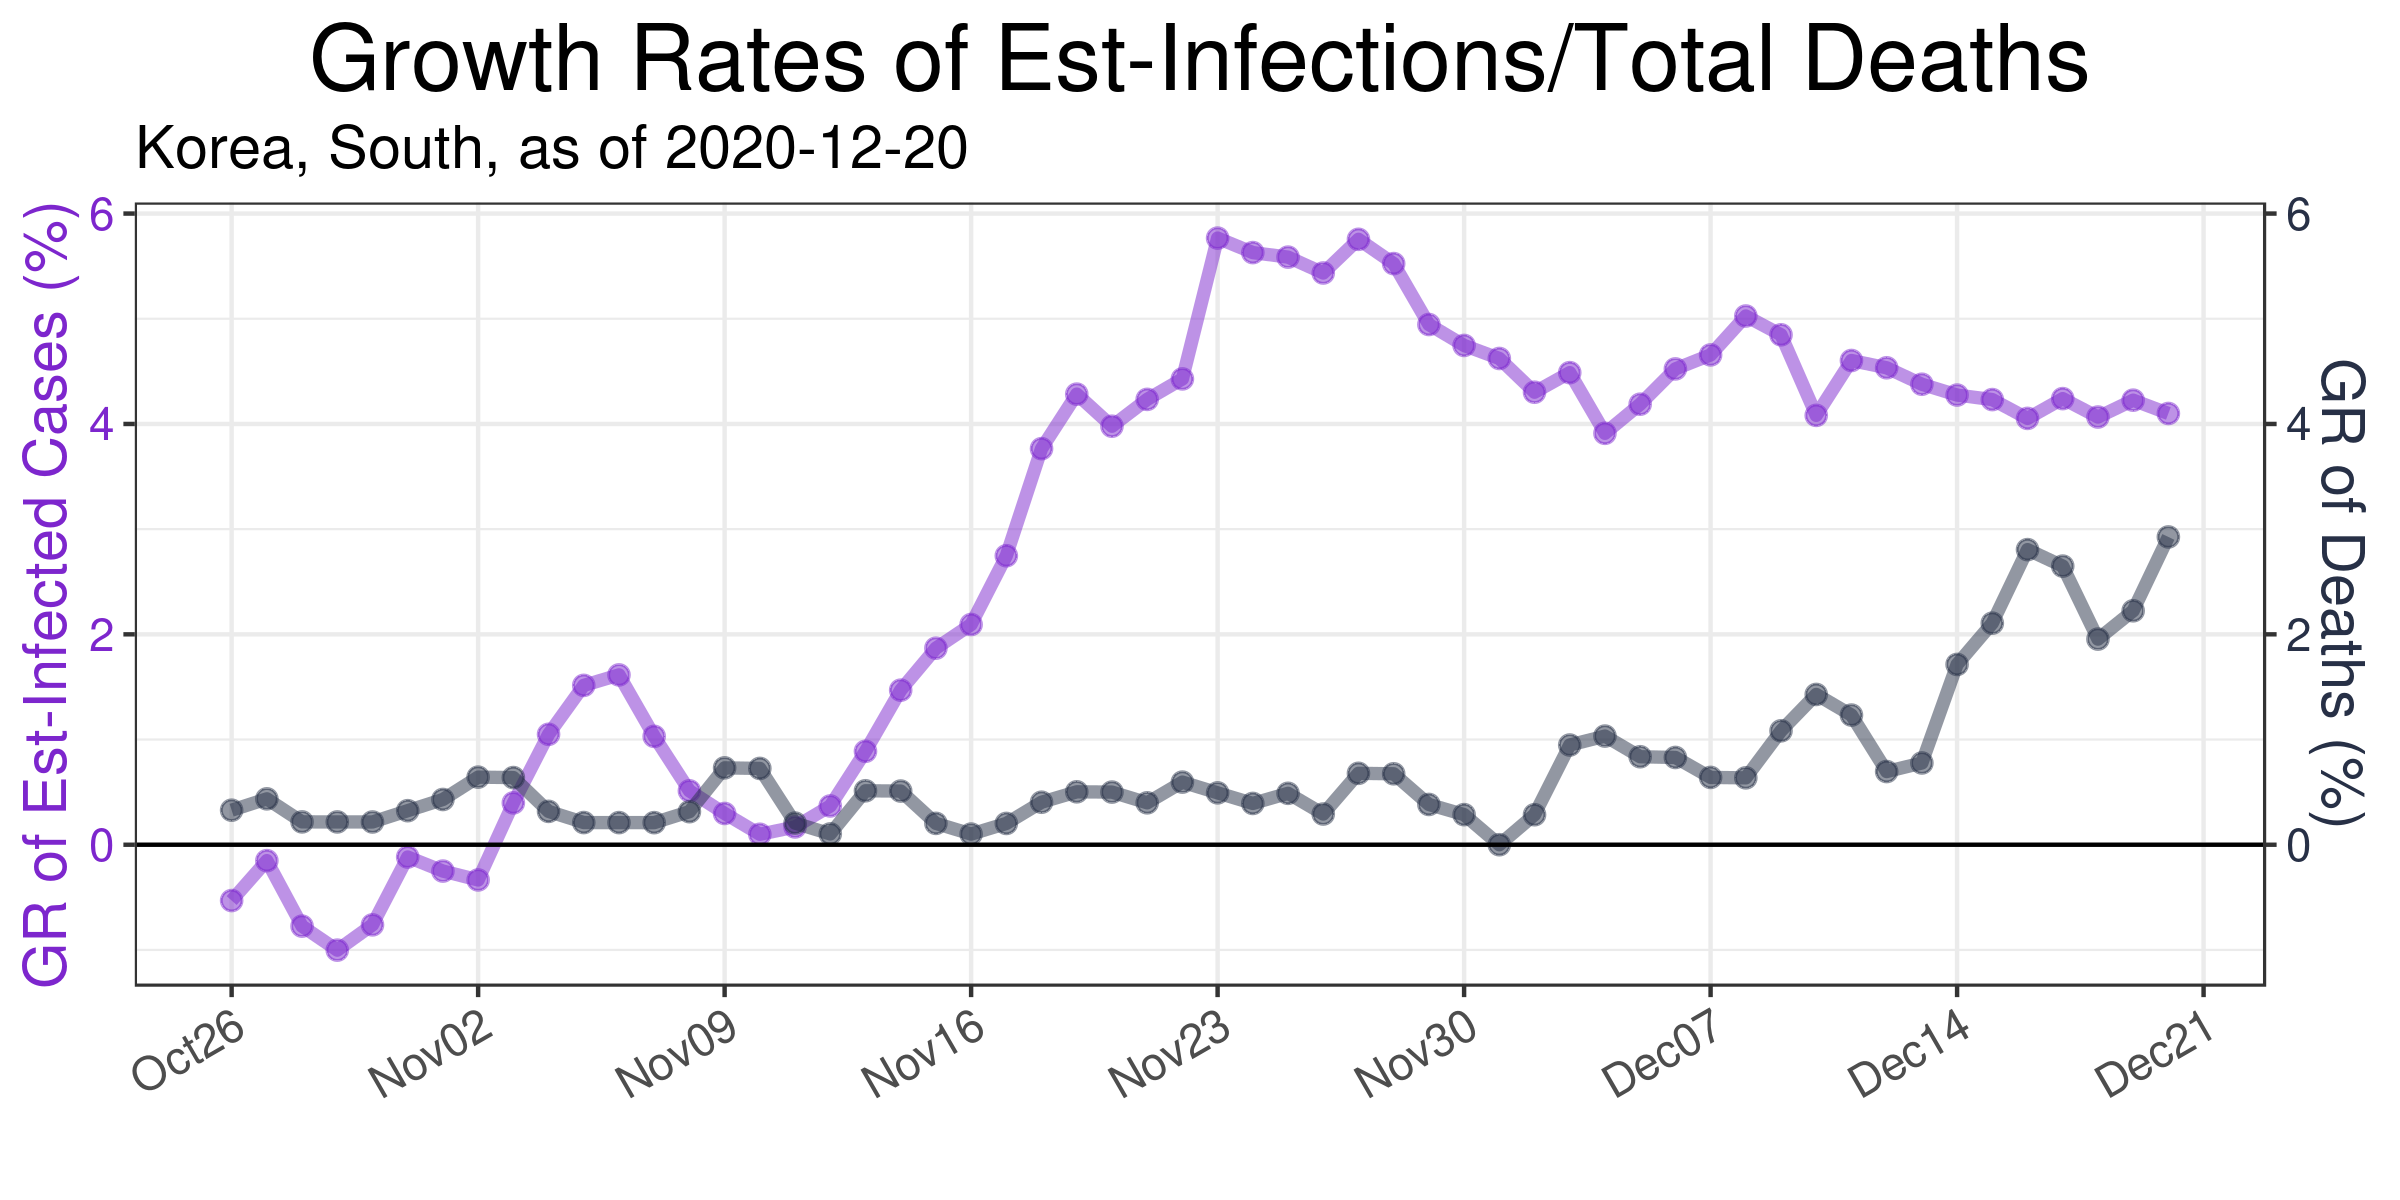 Growth Rates of Est-Infections/Total Deaths
Korea, South, as of 2020-12-20
GR of Est-Infected Cases (%)
6
4
2
0
6
4
2
0
GR of Deaths (%)
Oct26
Nov02
Nov09
Nov16
Nov23
Nov30
Dec07
Dec14
Dec21